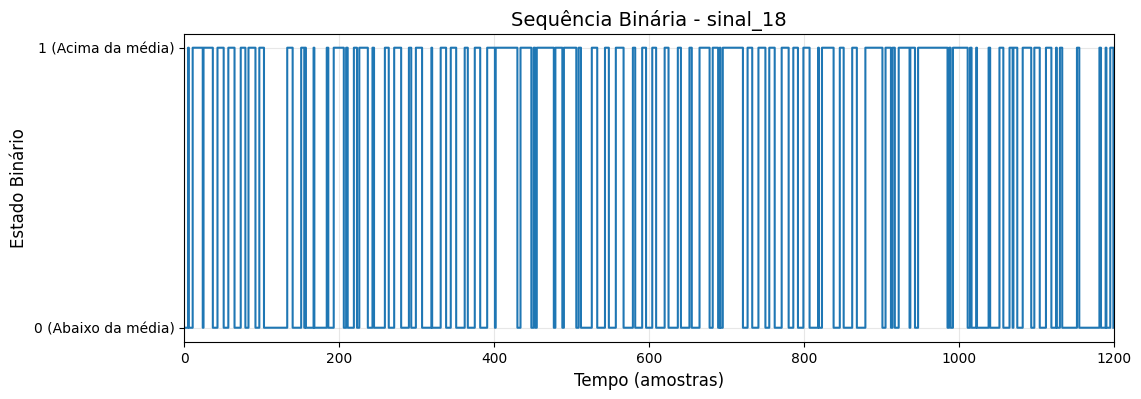 Sequência Binária - sinal_18
1 (Acima da média)
Estado Binário
0 (Abaixo da média)
0 200 400 600 800 1000 1200
Tempo (amostras)